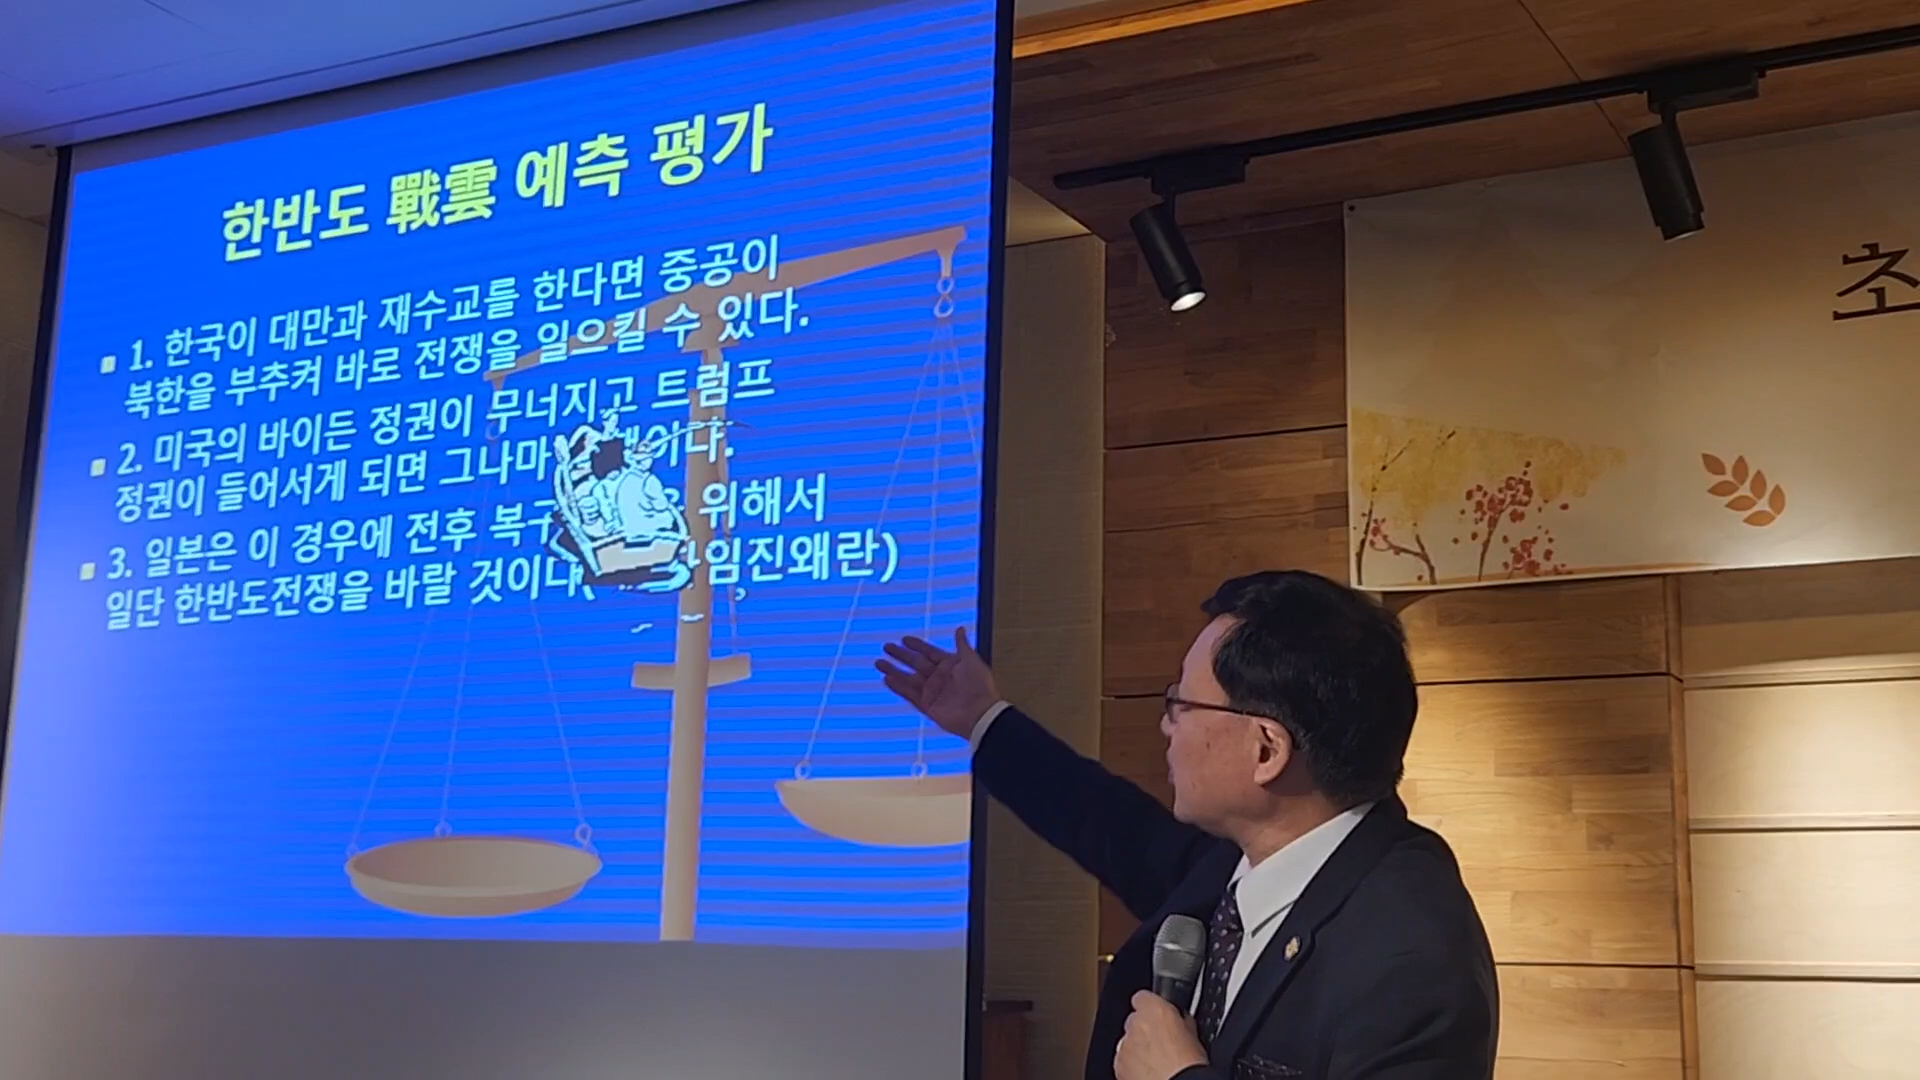 한반도 戰雲 예측 평가
1. 한국이 대만과 재수교를 한다면 중공이
북한을 부추켜 바로 전쟁을 일으킬 수 있다.
2. 미국의 바이든 정권이 무너지고 트럼프
정권이 들어서게 되면 그나마
3. 일본은 이 경우에 전후 위해서
일단 한반도전쟁을 바랄 것이다( 임진왜란)
초